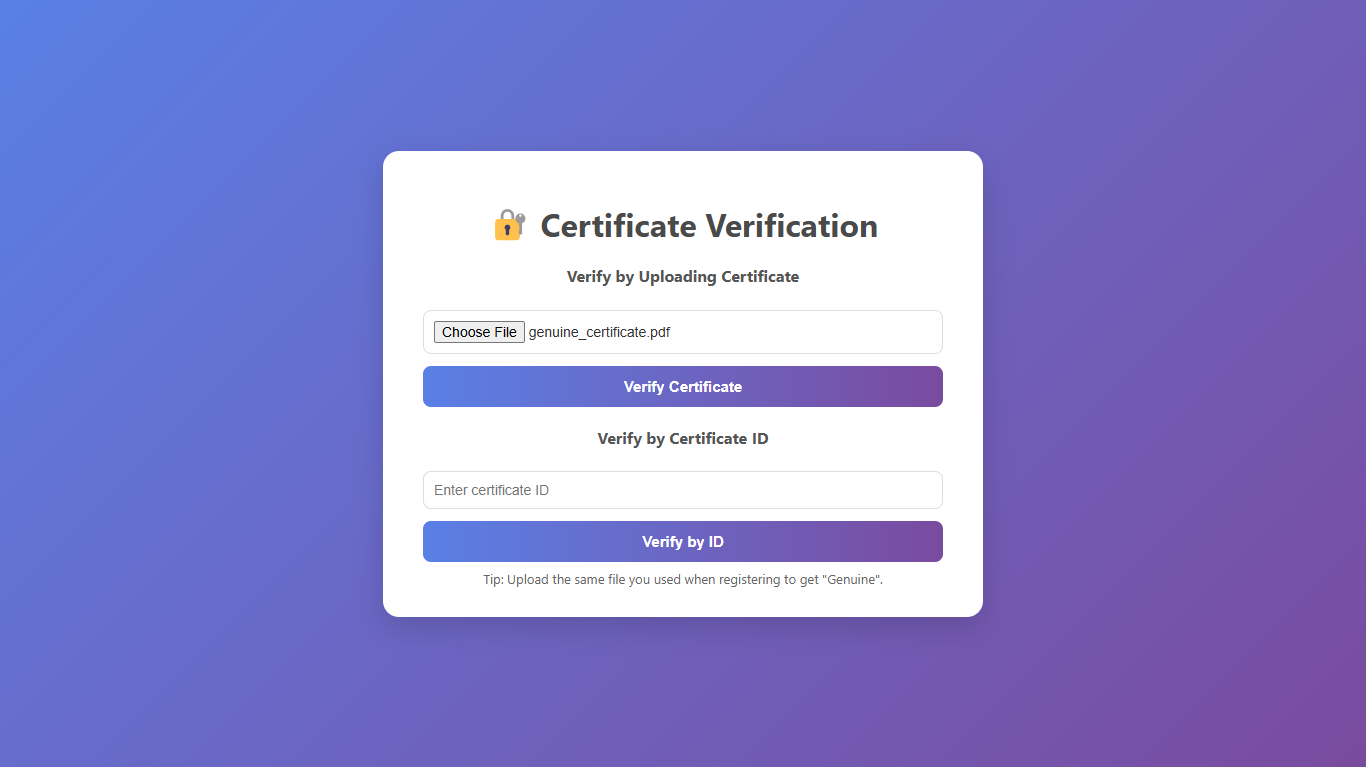 Certificate Verification
Verify by Uploading Certificate
Choose File genuine_certificate.pdf
Verify Certificate
Verify by Certificate ID
Enter certificate ID
Verify by ID
Tip: Upload the same file you used when registering to get "Genuine".